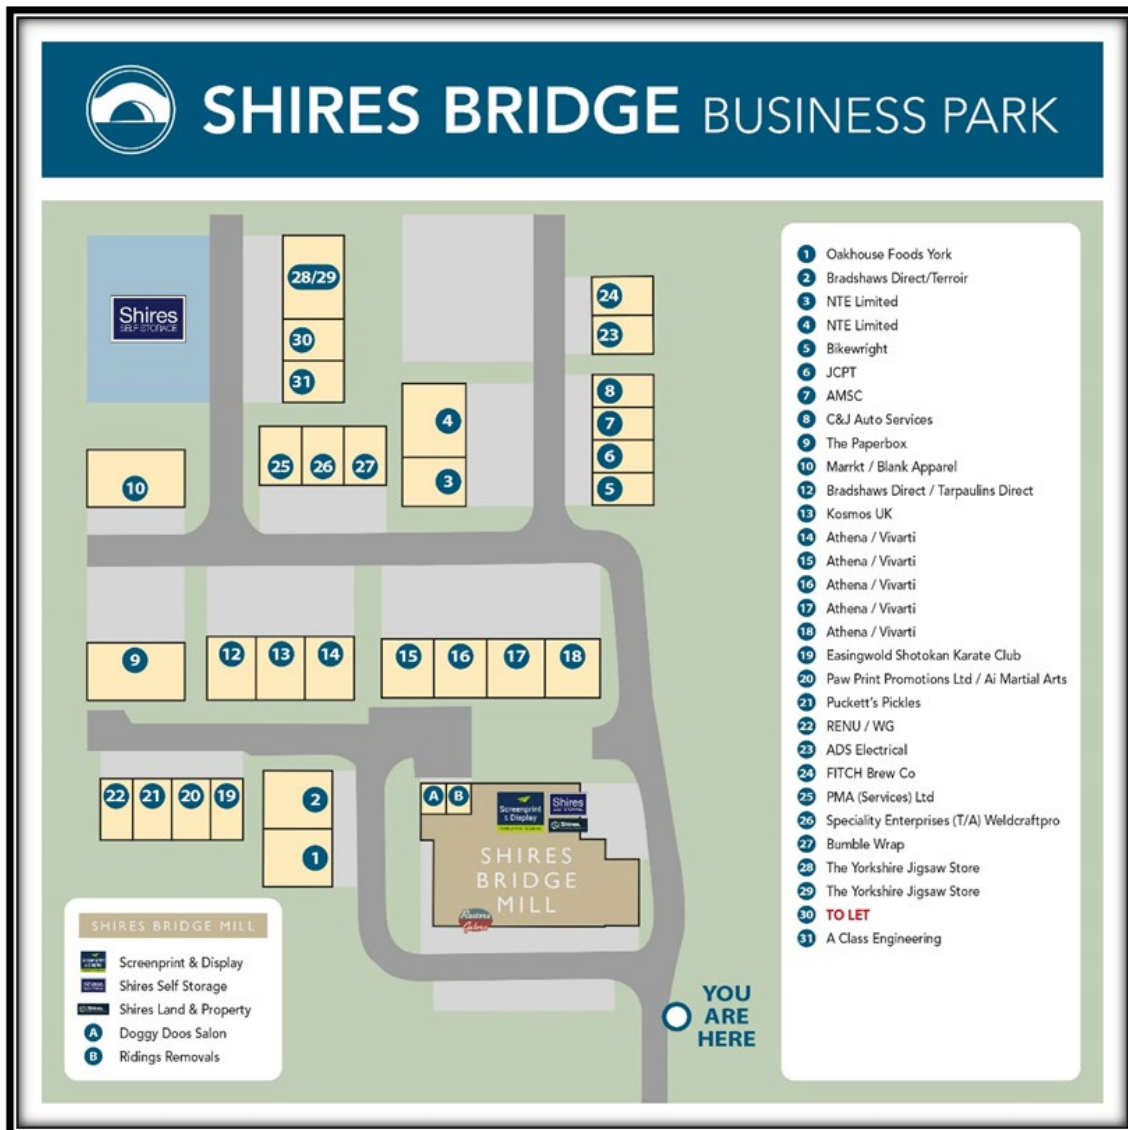 SHIRES BRIDGE BUSINESS PARK
Shires
SELF STORAGE
28/29
30
31
24
23
4
3
8
7
6
5
25 26 27
10
9
12 13 14
15 16 17 18
22 21 20 19
2
1
A B
Screenprint
& Display
Shires
Shires
SHIRES
BRIDGE
MILL
Restore
Galore
YOU
ARE
HERE
1 Oakhouse Foods York
2 Bradshaws Direct/Terroir
3 NTE Limited
4 NTE Limited
5 Bikewright
6 JCPT
7 AMSC
8 C&J Auto Services
9 The Paperbox
10 Marrkt / Blank Apparel
12 Bradshaws Direct / Tarpaulins Direct
13 Kosmos UK
14 Athena / Vivarti
15 Athena / Vivarti
16 Athena / Vivarti
17 Athena / Vivarti
18 Athena / Vivarti
19 Easingwold Shotokan Karate Club
20 Paw Print Promotions Ltd / Ai Martial Arts
21 Puckett's Pickles
22 RENU / WG
23 ADS Electrical
24 FITCH Brew Co
25 PMA (Services) Ltd
26 Speciality Enterprises (T/A) Weldcraftpro
27 Bumble Wrap
28 The Yorkshire Jigsaw Store
29 The Yorkshire Jigsaw Store
30 TO LET
31 A Class Engineering
SHIRES BRIDGE MILL
Screenprint & Display
Shires Self Storage
Shires Land & Property
A Doggy Doos Salon
B Ridings Removals